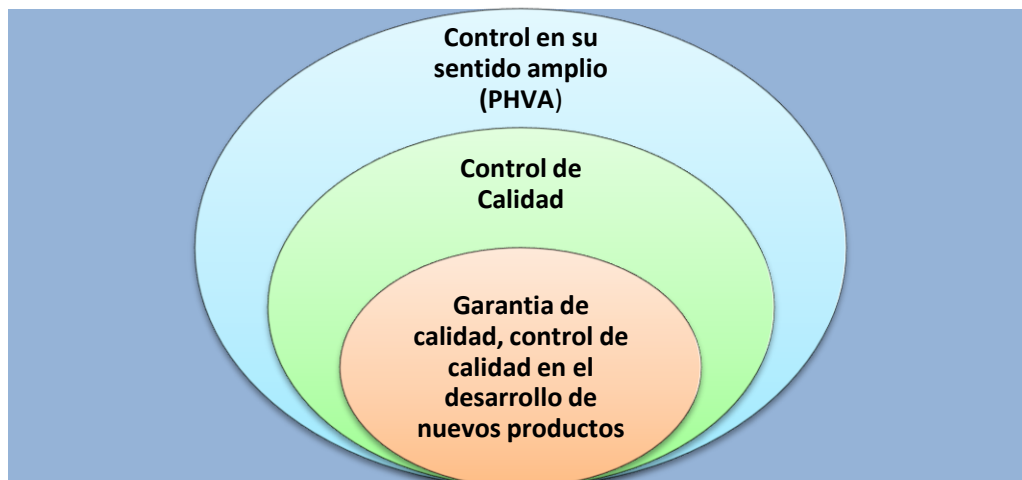 Control en su
sentido amplio
(PHVA)
Control de
Calidad
Garantia de
calidad, control de
calidad en el
desarrollo de
nuevos productos